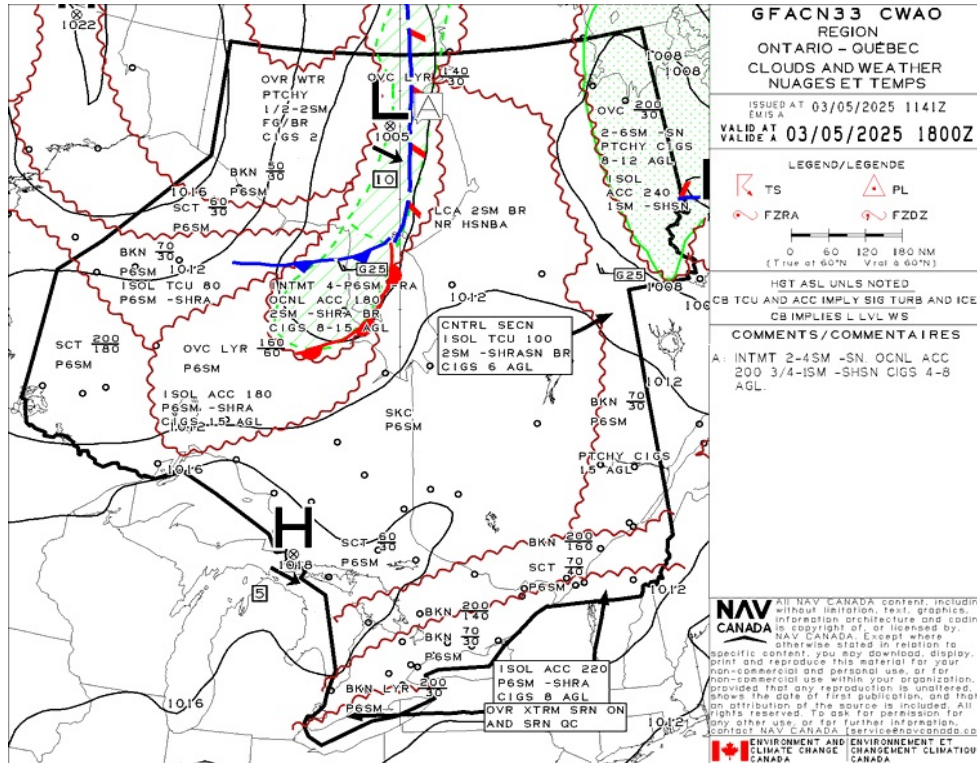 1022
OVR WTR
PTCHY
1/2-2SM
FG/BR
CIGS 2
OVC LYR 140/30
L
1005
A
10
BKN 50/30
P6SM
1016
SCT 60/30
P6SM
BKN 70/30
1012
ISOL TCU 80
P6SM -SHRA
LCA 2SM BR
NR HSNBA
G25
INTMT 4-P6SM -RA
OCNL ACC 180
2SM -SHRA BR
CIGS 8-15 AGL
1012
SCT 200/180
P6SM
OVC LYR 160/60
P6SM
ISOL ACC 180
P6SM -SHRA
CIGS 15 AGL
1012
1016
CNTRL SECN
ISOL TCU 100
2SM -SHRASN BR
CIGS 6 AGL
1008
1008
OVC 200/30
2-6SM -SN
PTCHY CIGS
8-12 AGL
ISOL
ACC 240
1SM -SHSN
G25
1008
1012
BKN 70/30
P6SM
SKC
P6SM
PTCHY CIGS
15 AGL
H
1018
5
SCT 60/30
P6SM
BKN 200/160
SCT 70/40
P6SM
1012
BKN 200/140
BKN 70/30
P6SM
BKN LYR 200/30
P6SM
ISOL ACC 220
P6SM -SHRA
CIGS 8 AGL
OVR XTRM SRN ON
AND SRN QC
1016
1012
GFACN33 CWAO
REGION
ONTARIO-QUÉBEC
CLOUDS AND WEATHER
NUAGES ET TEMPS
ISSUED AT 03/05/2025 1141Z
ÉMIS A
VALID AT 03/05/2025 1800Z
VALIDE A
LEGEND/LÉGENDE
TS PL
FZRA FZDZ
0 60 120 180 NM
(True at 60°N Vrai à 60°N)
HGT ASL UNLS NOTED
CB TCU AND ACC IMPLY SIG TURB AND ICE
CB IMPLIES L LVL WS
COMMENTS/COMMENTAIRES
A: INTMT 2-4SM -SN. OCNL ACC
200 3/4-1SM -SHSN CIGS 4-8
AGL.
NAV
CANADA
All NAV CANADA content, including
without limitation, text, graphics,
information architecture and coding
is copyright of, or licensed by,
NAV CANADA. Except where
otherwise stated in relation to
specific content, you may download, display,
print and reproduce this material for your
non-commercial and personal use, or for
non-commercial use within your organization,
provided that any reproduction is unaltered,
shows the date of first publication, and that
an attribution of the source is included. All
rights reserved. To ask for permission for
any other use, or for further information,
contact NAV CANADA [service@navcanada.ca
ENVIRONMENT AND
CLIMATE CHANGE
CANADA
ENVIRONNEMENT ET
CHANGEMENT CLIMATIQU
CANADA